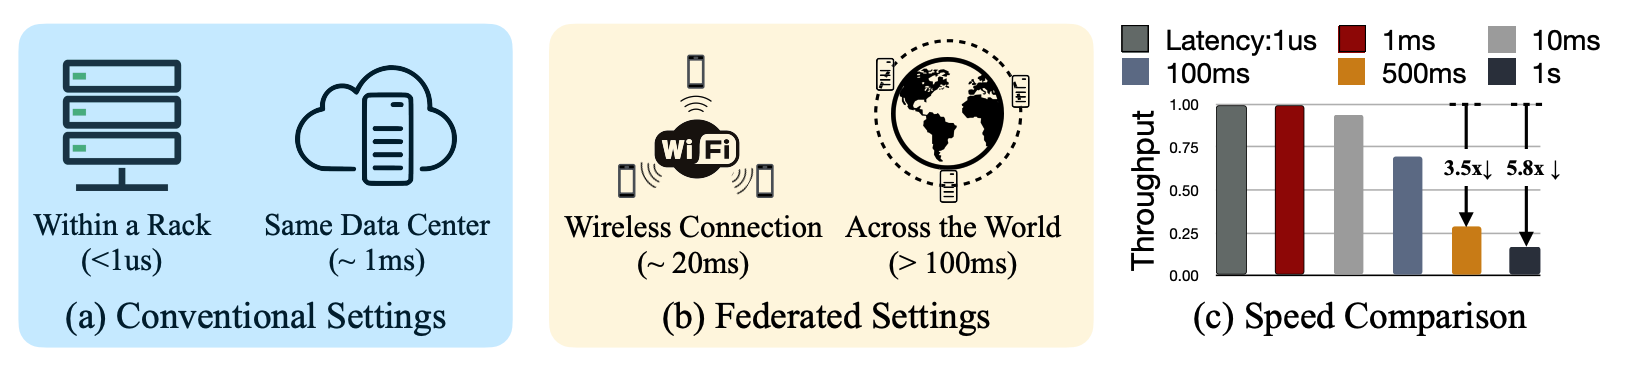 Within a Rack
(<1us)
Same Data Center
(~ 1ms)
(a) Conventional Settings
Wi Fi
Wireless Connection
(~ 20ms)
Across the World
(> 100ms)
(b) Federated Settings
Latency:1us 1ms 10ms
100ms 500ms 1s
Throughput
1.00
0.75
0.50
0.25
0.00
3.5x↓ 5.8x ↓
(c) Speed Comparison